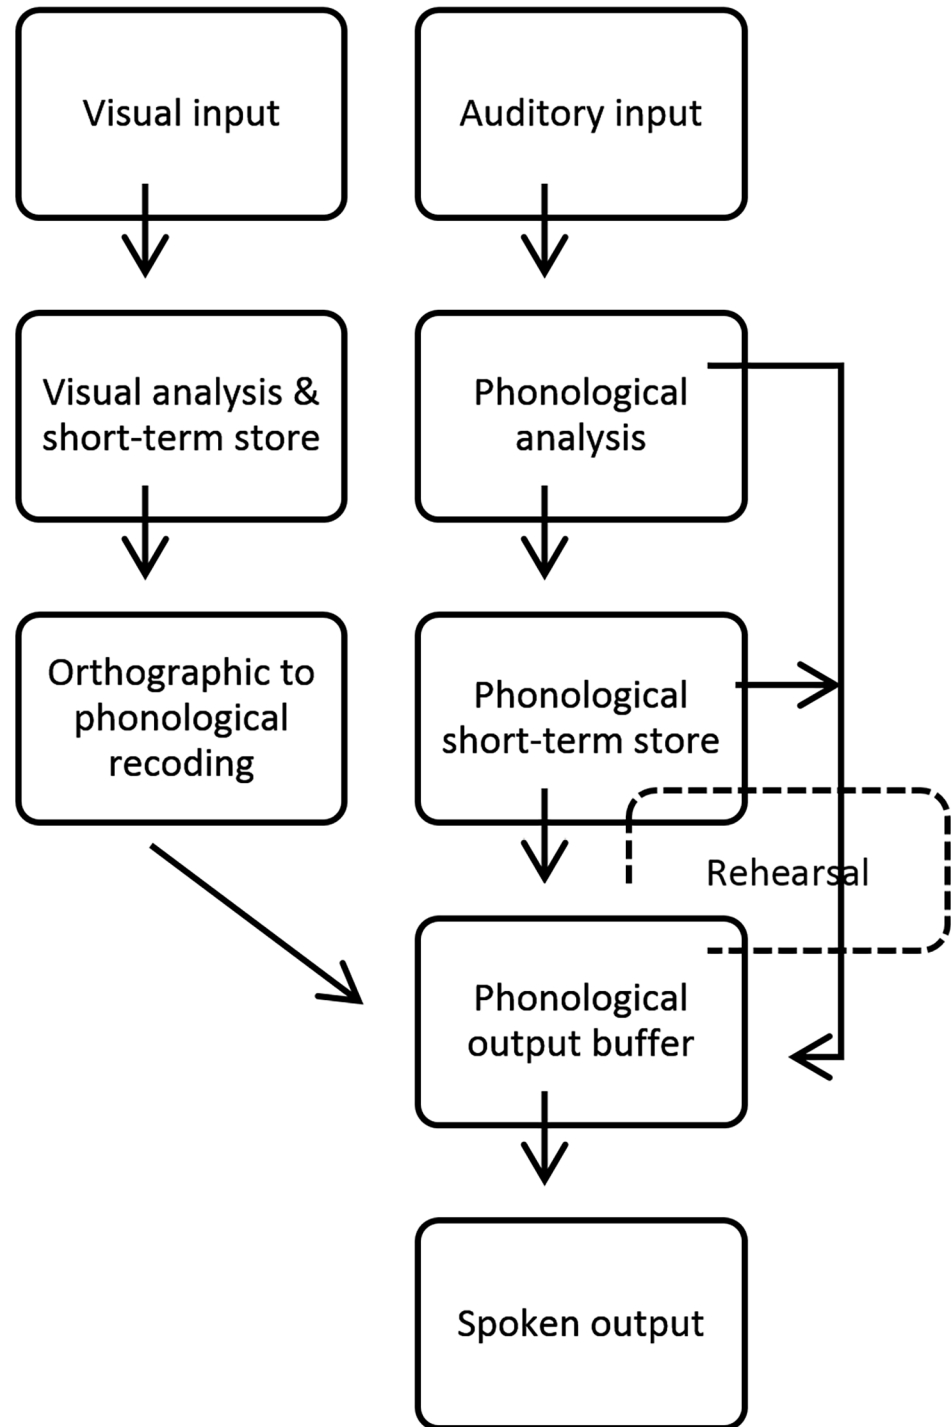 Visual input
Auditory input
Visual analysis &
short-term store
Phonological
analysis
Orthographic to
phonological
recoding
Phonological
short-term store
Rehearsal
Phonological
output buffer
Spoken output